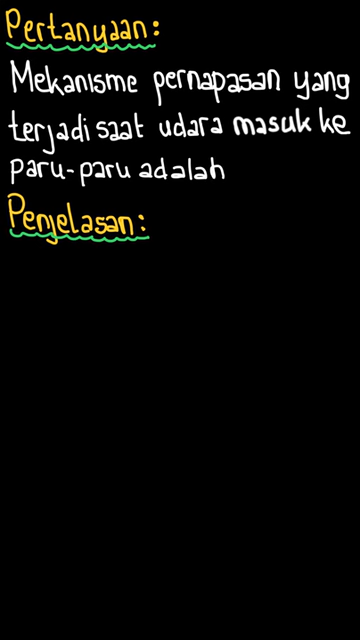 Pertanyaan:
Mekanisme pernapasan yang
terjadi saat udara masuk ke
paru-paru adalah
Penjelasan: